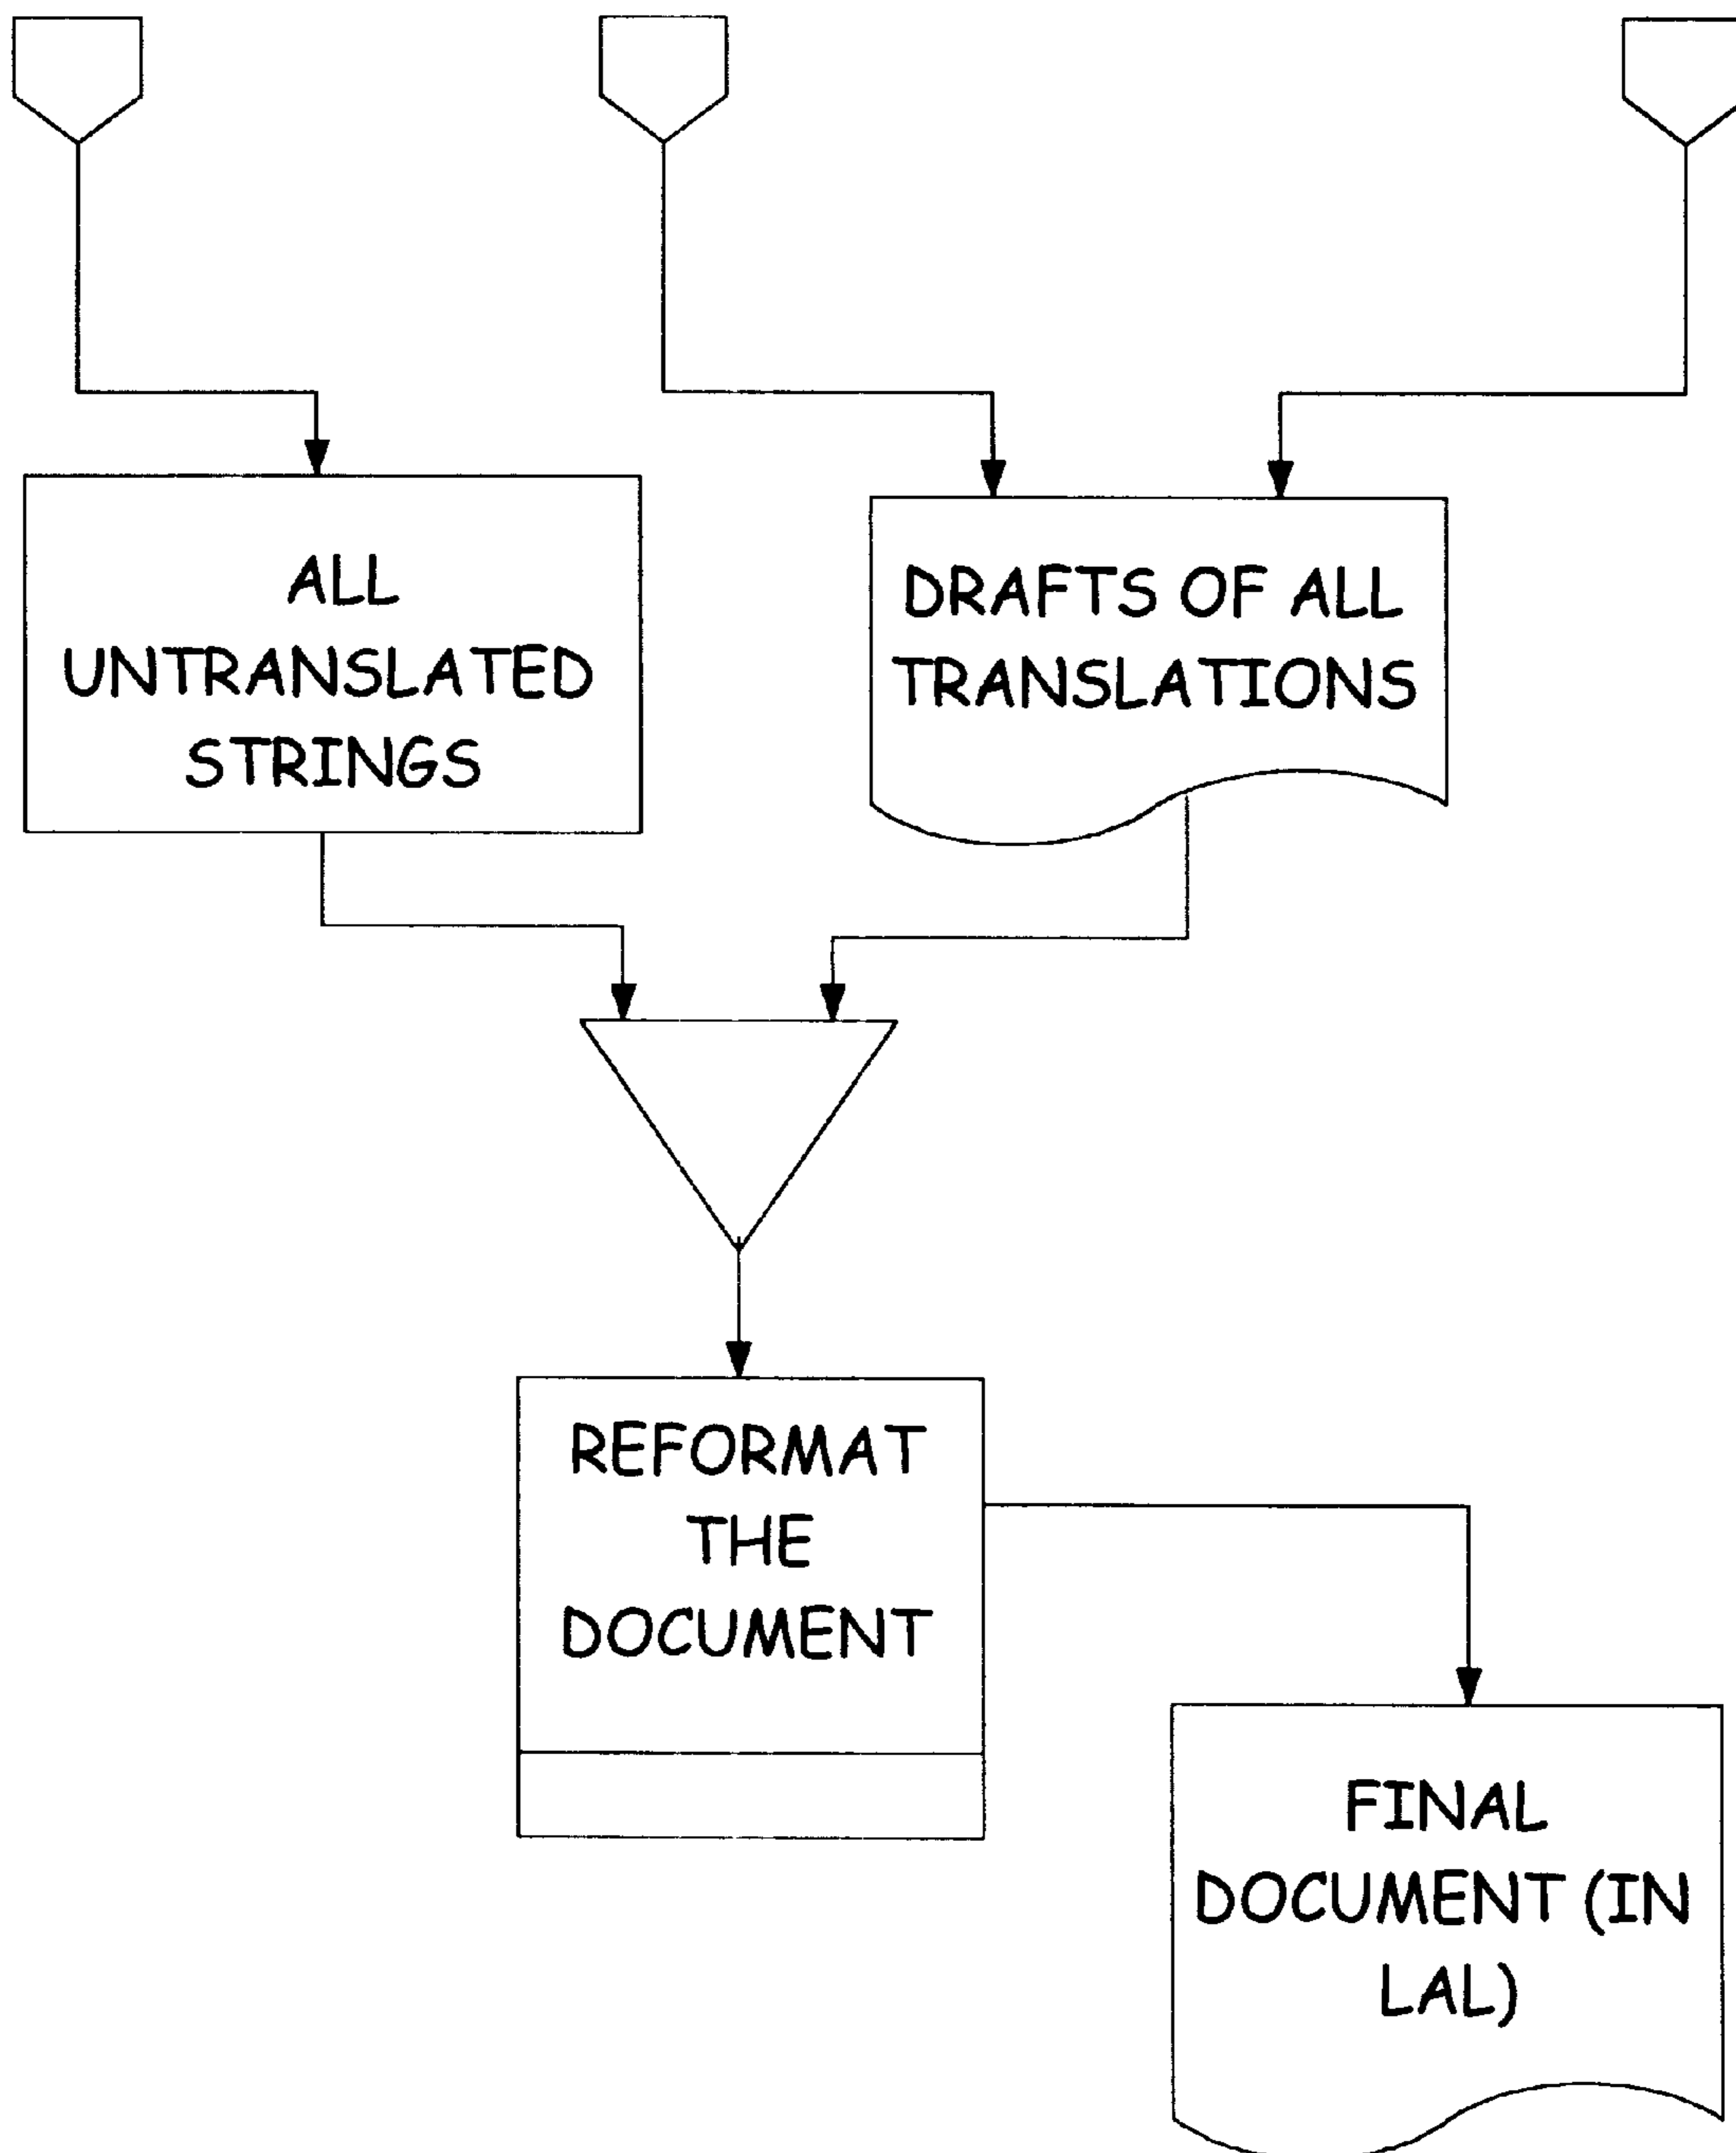 ALL
UNTRANSLATED
STRINGS
DRAFTS OF ALL
TRANSLATIONS
REFORMAT
THE
DOCUMENT
FINAL
DOCUMENT (IN
LAL)